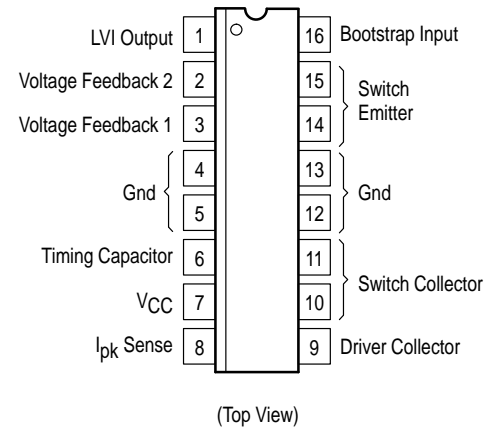 LVI Output 1 16 Bootstrap Input
Voltage Feedback 2 2 15 Switch
Emitter
Voltage Feedback 1 3 14
4 13
Gnd Gnd
5 12
Timing Capacitor 6 11
Switch Collector
VCC 7 10
Ipk Sense 8 9 Driver Collector
(Top View)